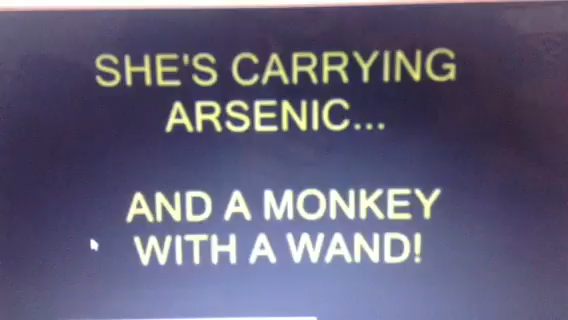 SHE'S CARRYING
ARSENIC...
AND A MONKEY
WITH A WAND!